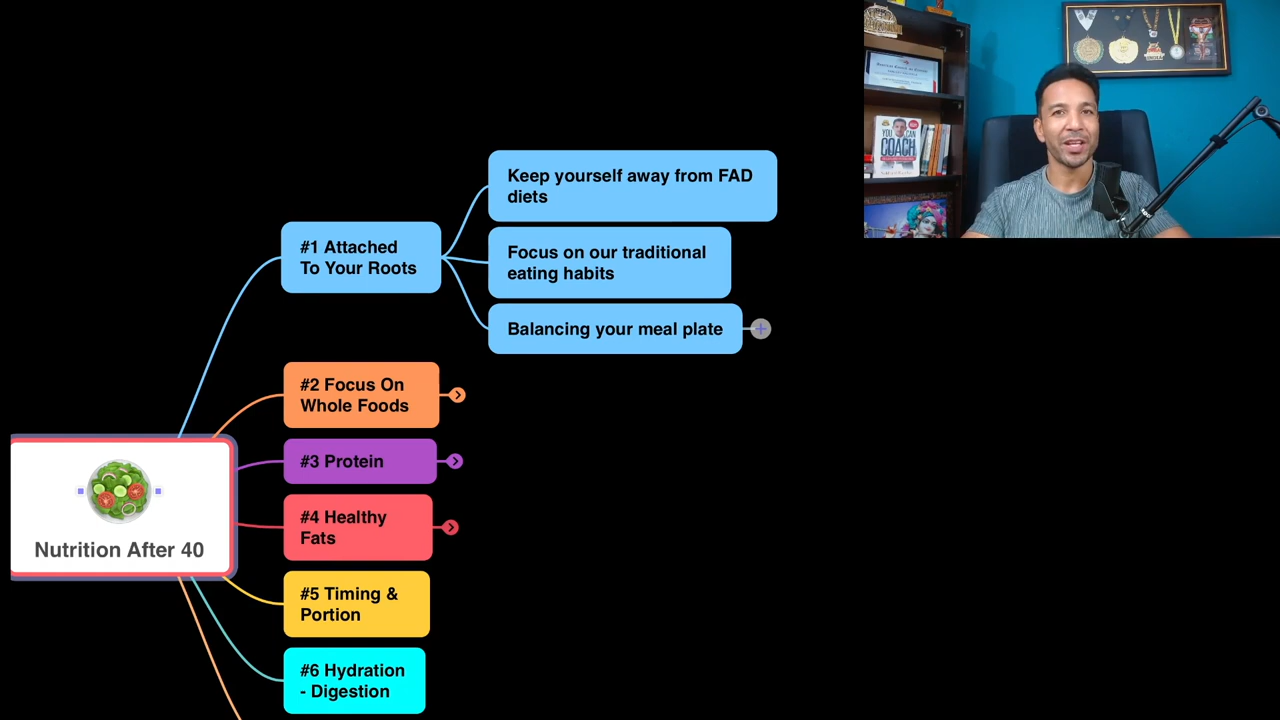 #1 Attached
To Your Roots
Keep yourself away from FAD
diets
Focus on our traditional
eating habits
Balancing your meal plate
#2 Focus On
Whole Foods
#3 Protein
#4 Healthy
Fats
#5 Timing &
Portion
#6 Hydration
- Digestion
Nutrition After 40
YOU CAN
COACH